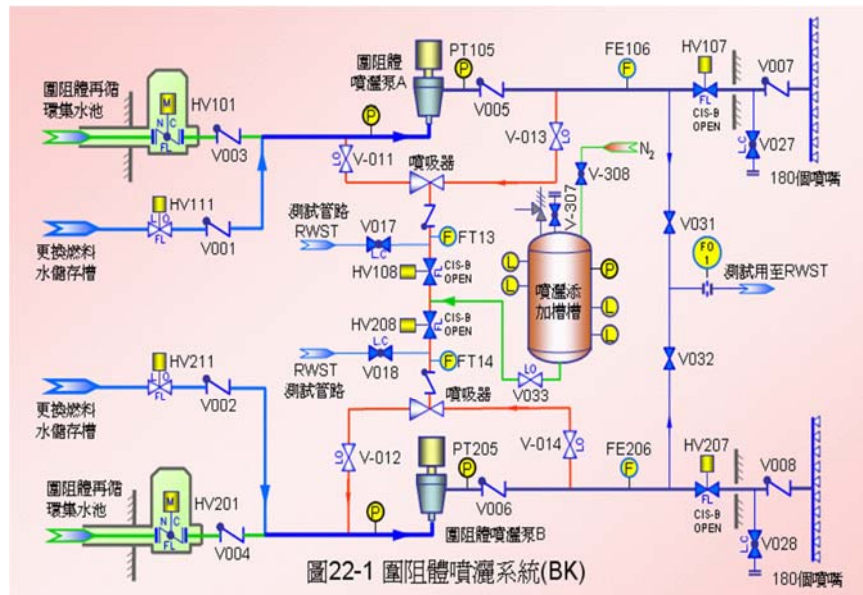 圍阻體再循
環集水池
M
N C
FL
HV101
V003
HV111
L O
FL
V001
更換燃料
水儲存槽
圍阻體
噴灑泵A
P
PT105
P
V005
FE106
F
HV107
FL
CIS-B
OPEN
V007
L.C
V027
180個噴嘴
LO
V-011
V-013
LO
噴吸器
N2
V-308
V-307
測試管路
RWST
V017
L.C
F
FT13
HV108
FL
CIS-B
OPEN
L
L
P
L
L
噴灑添
加槽槽
V031
FO
1
測試用至RWST
HV208
FL
CIS-B
OPEN
L.C
V018
RWST
測試管路
F
FT14
LO
V033
V032
噴吸器
HV211
L O
FL
V002
更換燃料
水儲存槽
LO
V-012
V-014
LO
圍阻體再循
環集水池
M
N C
FL
HV201
V004
P
PT205
P
V006
圍阻體噴灑泵B
FE206
F
HV207
FL
CIS-B
OPEN
V008
L.C
V028
180個噴嘴
圖22-1 圍阻體噴灑系統(BK)